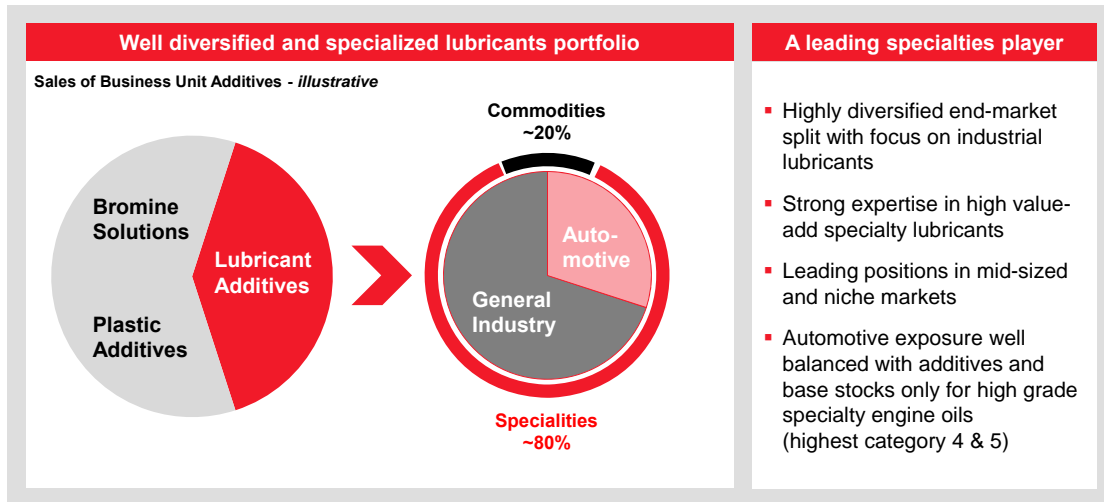 Well diversified and specialized lubricants portfolio
Sales of Business Unit Additives - illustrative
Bromine
Solutions
Plastic
Additives
Lubricant
Additives
Commodities
~20%
Auto-
motive
General
Industry
Specialities
~80%
A leading specialties player
▪ Highly diversified end-market
split with focus on industrial
lubricants
▪ Strong expertise in high value-
add specialty lubricants
▪ Leading positions in mid-sized
and niche markets
▪ Automotive exposure well
balanced with additives and
base stocks only for high grade
specialty engine oils
(highest category 4 & 5)